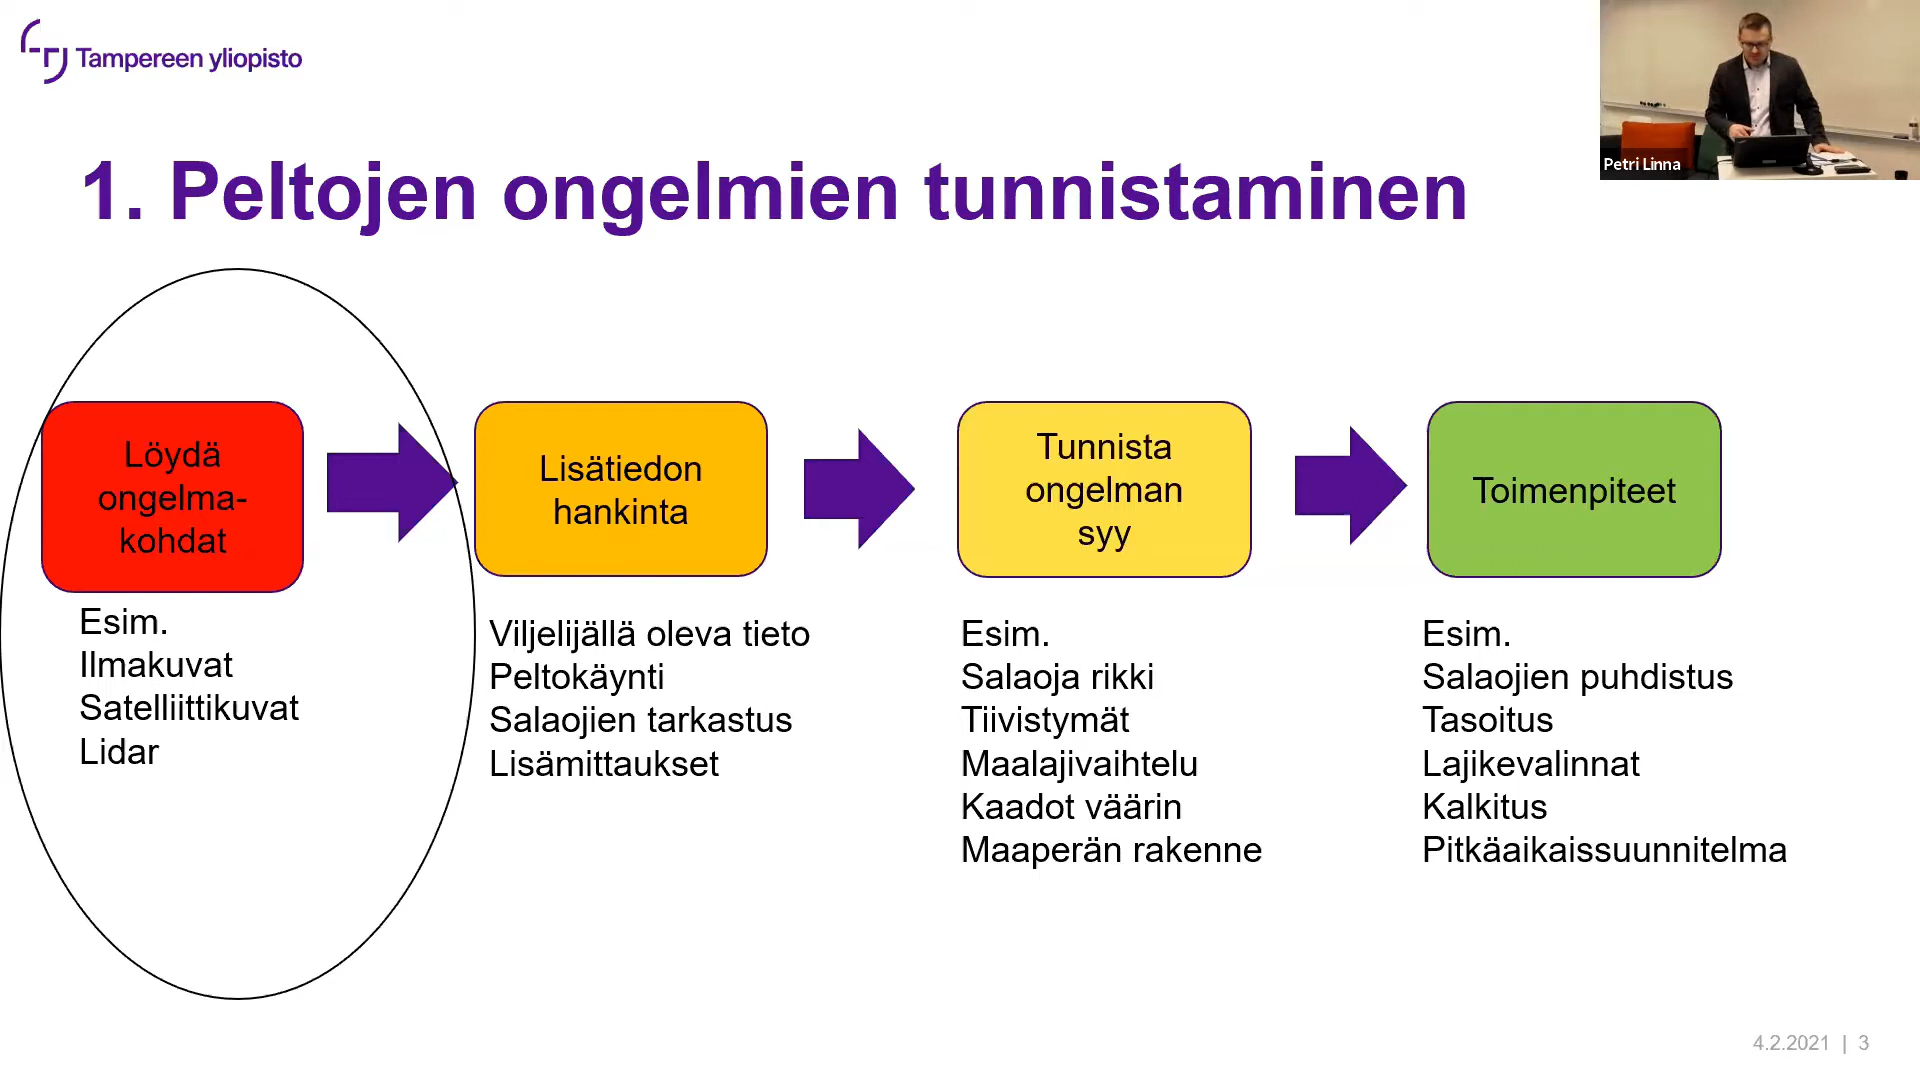 Tampereen yliopisto
Petri Linna
1. Peltojen ongelmien tunnistaminen
Löydä
ongelma-
kohdat
Esim.
Ilmakuvat
Satelliittikuvat
Lidar
Lisätiedon
hankinta
Viljelijällä oleva tieto
Peltokäynti
Salaojien tarkastus
Lisämittaukset
Tunnista
ongelman
syy
Esim.
Salaoja rikki
Tiivistymät
Maalajivaihtelu
Kaadot väärin
Maaperän rakenne
Toimenpiteet
Esim.
Salaojien puhdistus
Tasoitus
Lajikevalinnat
Kalkitus
Pitkäaikaissuunnitelma
4.2.2021 | 3